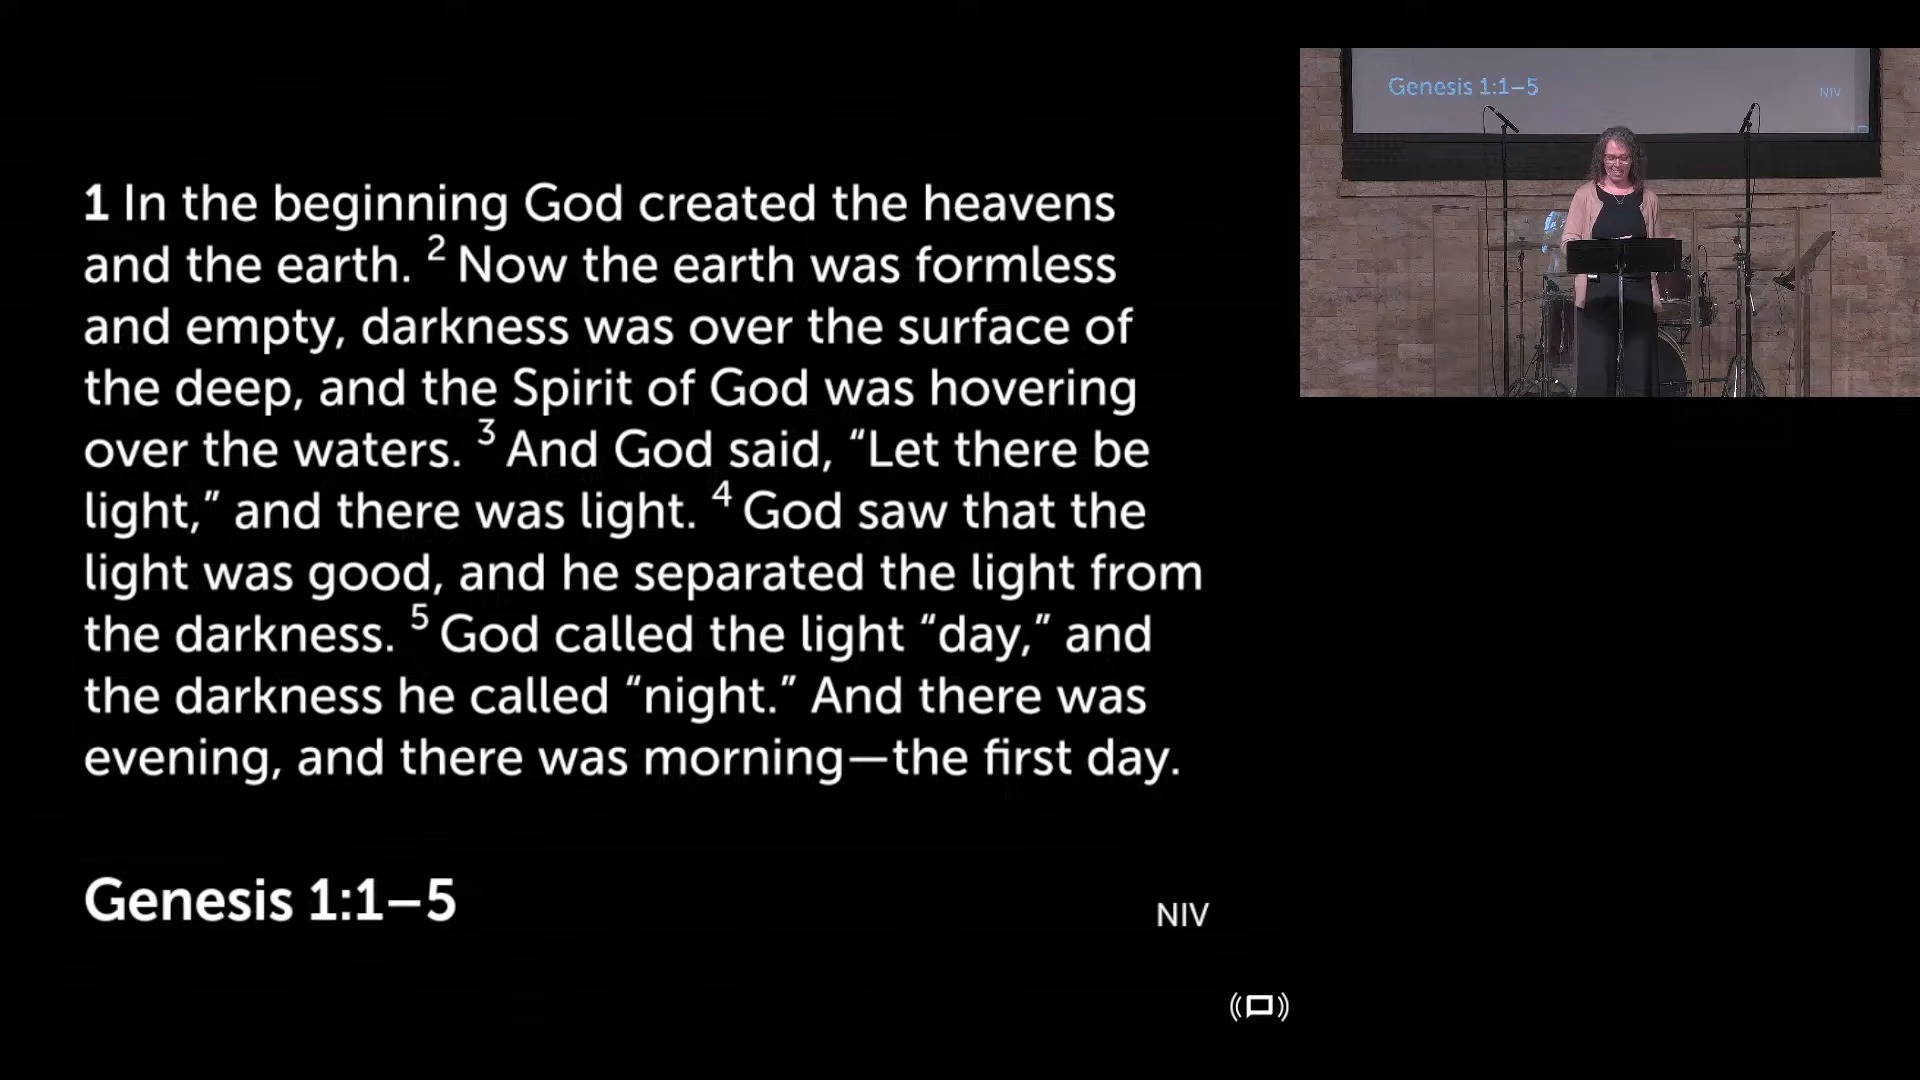 1 In the beginning God created the heavens
and the earth. 2 Now the earth was formless
and empty, darkness was over the surface of
the deep, and the Spirit of God was hovering
over the waters. 3 And God said, “Let there be
light,” and there was light. 4 God saw that the
light was good, and he separated the light from
the darkness. 5 God called the light “day,” and
the darkness he called “night.” And there was
evening, and there was morning—the first day.
Genesis 1:1–5
NIV
Genesis 1:1–5
NIV